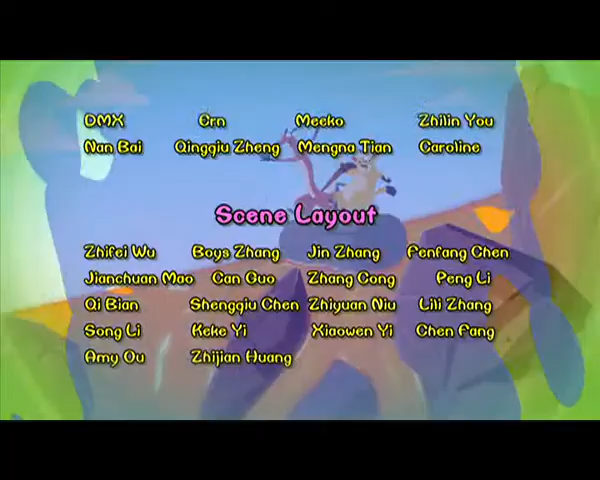 DMX Crn Meeko Zhilin You
Nan Bai Qingqiu Zheng Mengna Tian Caroline
Scene Layout
Zhifei Wu Boys Zhang Jin Zhang Fenfang Chen
Jianchuan Mao Can Guo Zhang Cong Peng Li
Qi Bian Shengqiu Chen Zhiyuan Niu Lili Zhang
Song Li Keke Yi Xiaowen Yi Chen Fang
Amy Ou Zhijian Huang